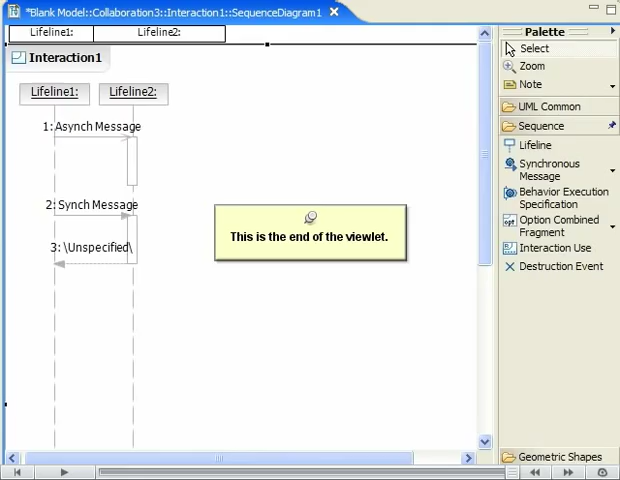 *Blank Model::Collaboration3::Interaction1::SequenceDiagram1
Lifeline1: Lifeline2:
Interaction1
Lifeline1: Lifeline2:
1: Asynch Message
2: Synch Message
3: \Unspecified\
This is the end of the viewlet.
Palette
Select
Zoom
Note
UML Common
Sequence
Lifeline
Synchronous
Message
Behavior Execution
Specification
Option Combined
Fragment
Interaction Use
Destruction Event
Geometric Shapes